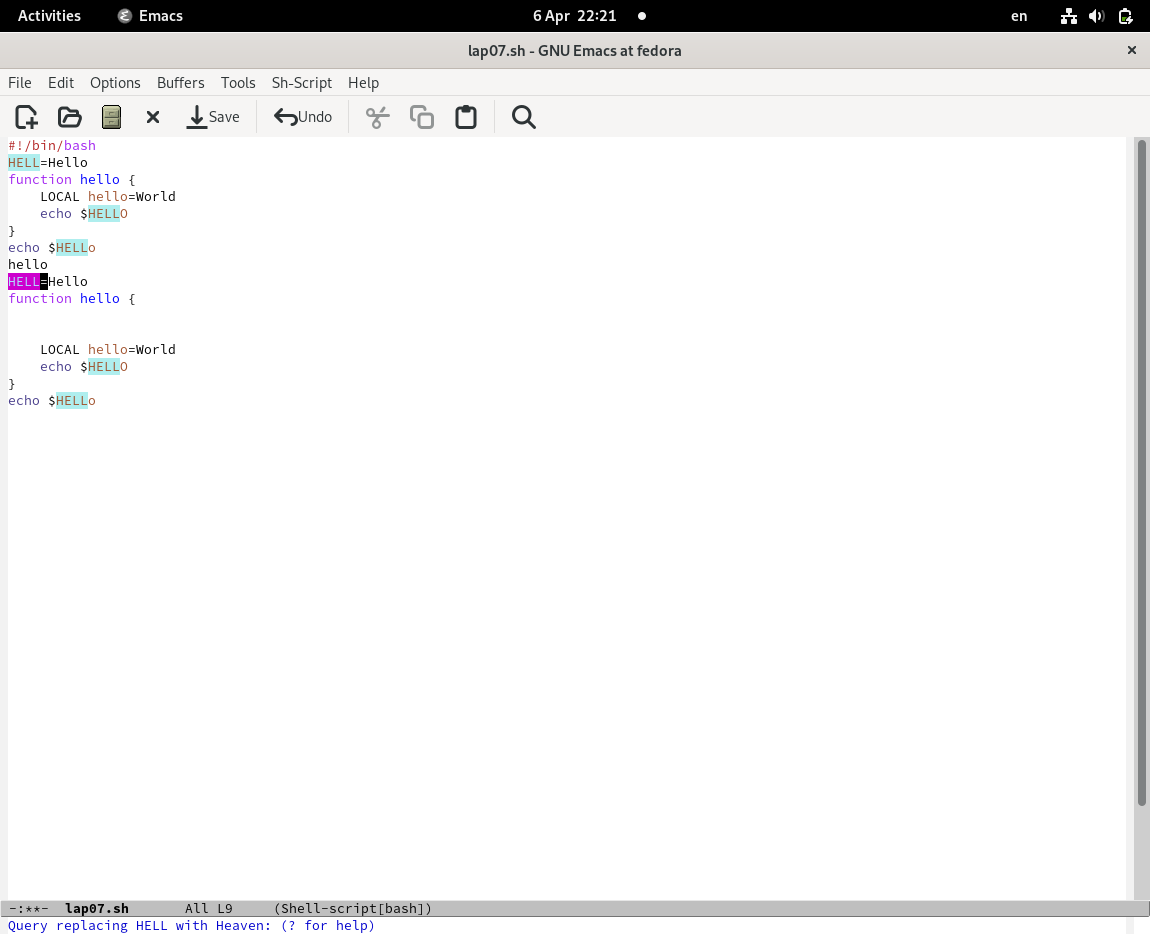 Activities Emacs 6 Apr 22:21 en
lap07.sh - GNU Emacs at fedora
File Edit Options Buffers Tools Sh-Script Help
Save Undo
#!/bin/bash
HELL=Hello
function hello {
    LOCAL hello=World
    echo $HELLO
}
echo $HELLo
hello
HELL=Hello
function hello {
    LOCAL hello=World
    echo $HELLO
}
echo $HELLo
-:**-  lap07.sh       All L9     (Shell-script[bash])
Query replacing HELL with Heaven: (? for help)